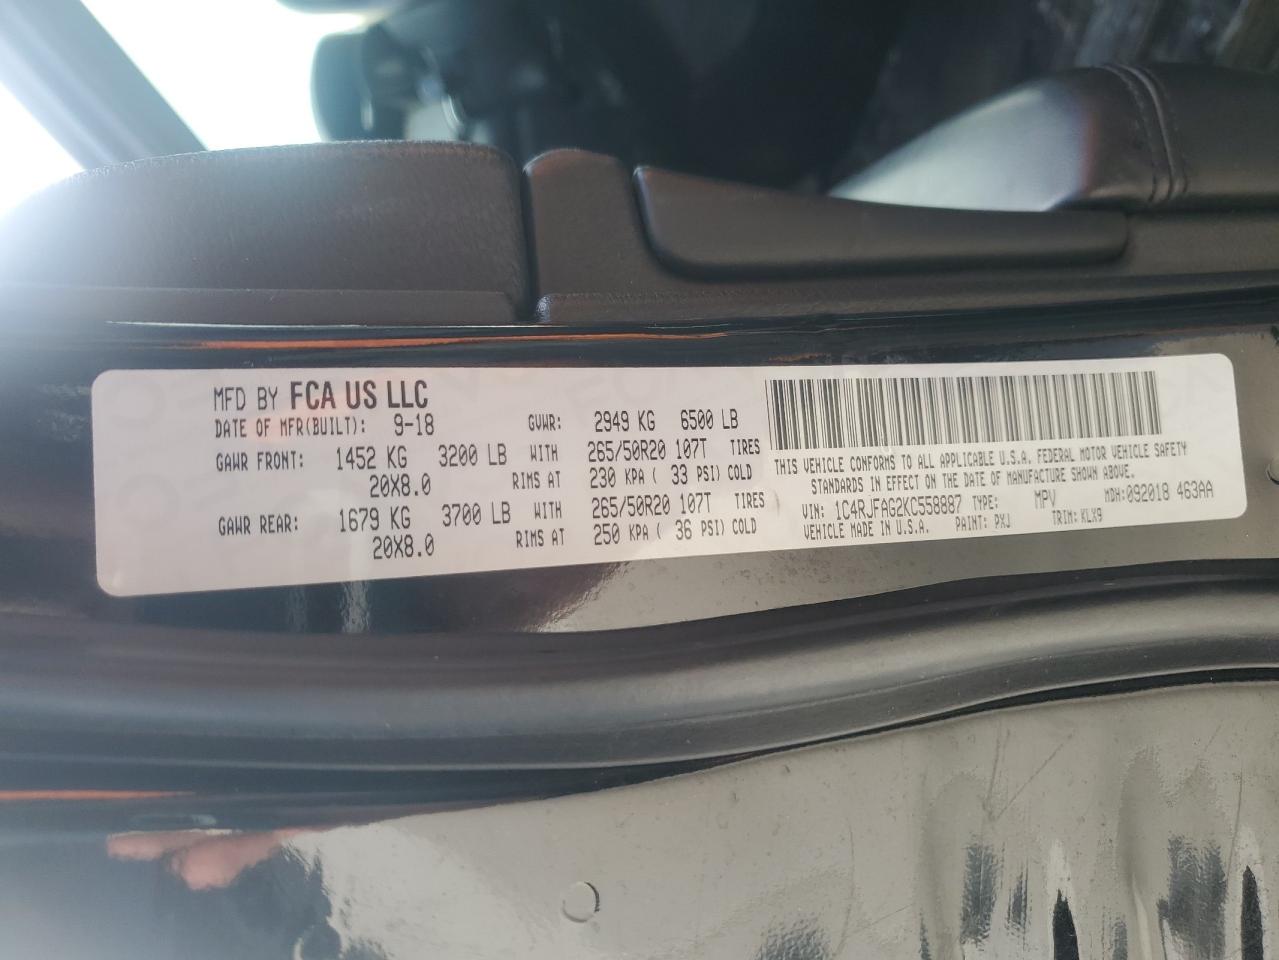 MFD BY FCA US LLC
DATE OF MFR(BUILT): 9-18 GVWR: 2949 KG 6500 LB
GAWR FRONT: 1452 KG 3200 LB WITH 265/50R20 107T TIRES
20X8.0 RIMS AT 230 KPA ( 33 PSI) COLD
GAWR REAR: 1679 KG 3700 LB WITH 265/50R20 107T TIRES
20X8.0 RIMS AT 250 KPA ( 36 PSI) COLD
THIS VEHICLE CONFORMS TO ALL APPLICABLE U.S.A. FEDERAL MOTOR VEHICLE SAFETY
STANDARDS IN EFFECT ON THE DATE OF MANUFACTURE SHOWN ABOVE.
VIN: 1C4RJFAG2KC558887 TYPE: MPV MDH:092018 463AA
VEHICLE MADE IN U.S.A. PAINT: PXJ TRIM: KLX9